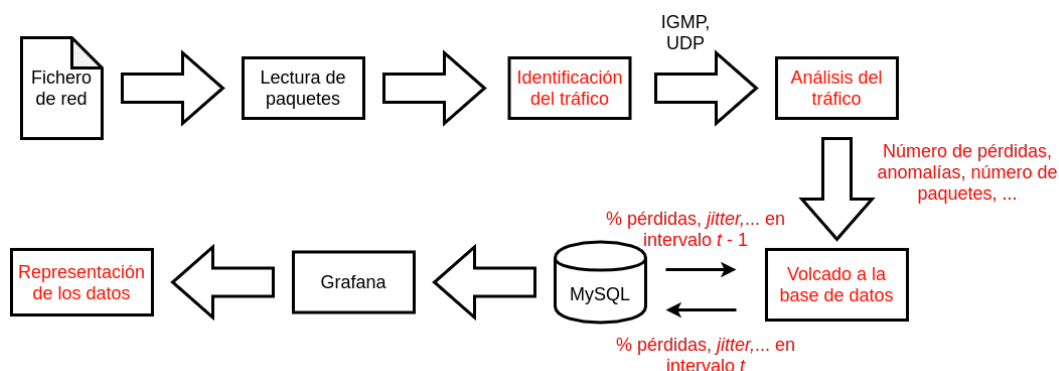 IGMP,
UDP
Fichero
de red
Lectura de
paquetes
Identificación
del tráfico
Análisis del
tráfico
Número de pérdidas,
anomalías, número de
paquetes, ...
% pérdidas, jitter,... en
intervalo t - 1
Representación
de los datos
Grafana
MySQL
Volcado a la
base de datos
% pérdidas, jitter,... en
intervalo t